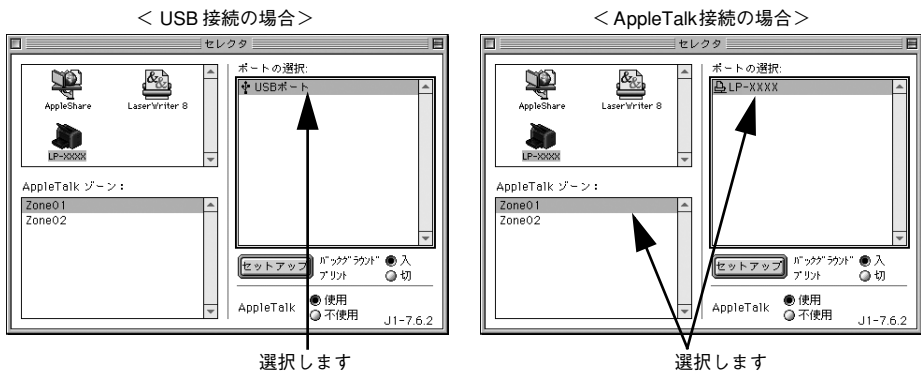 ＜ USB 接続の場合＞
セレクタ
AppleShare
LaserWriter 8
LP-XXXX
AppleTalk ゾーン：
Zone01
Zone02
ポートの選択:
USBポート
セットアップ
バックグラウンド
プリント
入
切
AppleTalk
使用
不使用
J1-7.6.2
選択します
＜AppleTalk接続の場合＞
セレクタ
AppleShare
LaserWriter 8
LP-XXXX
AppleTalk ゾーン：
Zone01
Zone02
ポートの選択:
LP-XXXX
セットアップ
バックグラウンド
プリント
入
切
AppleTalk
使用
不使用
J1-7.6.2
選択します